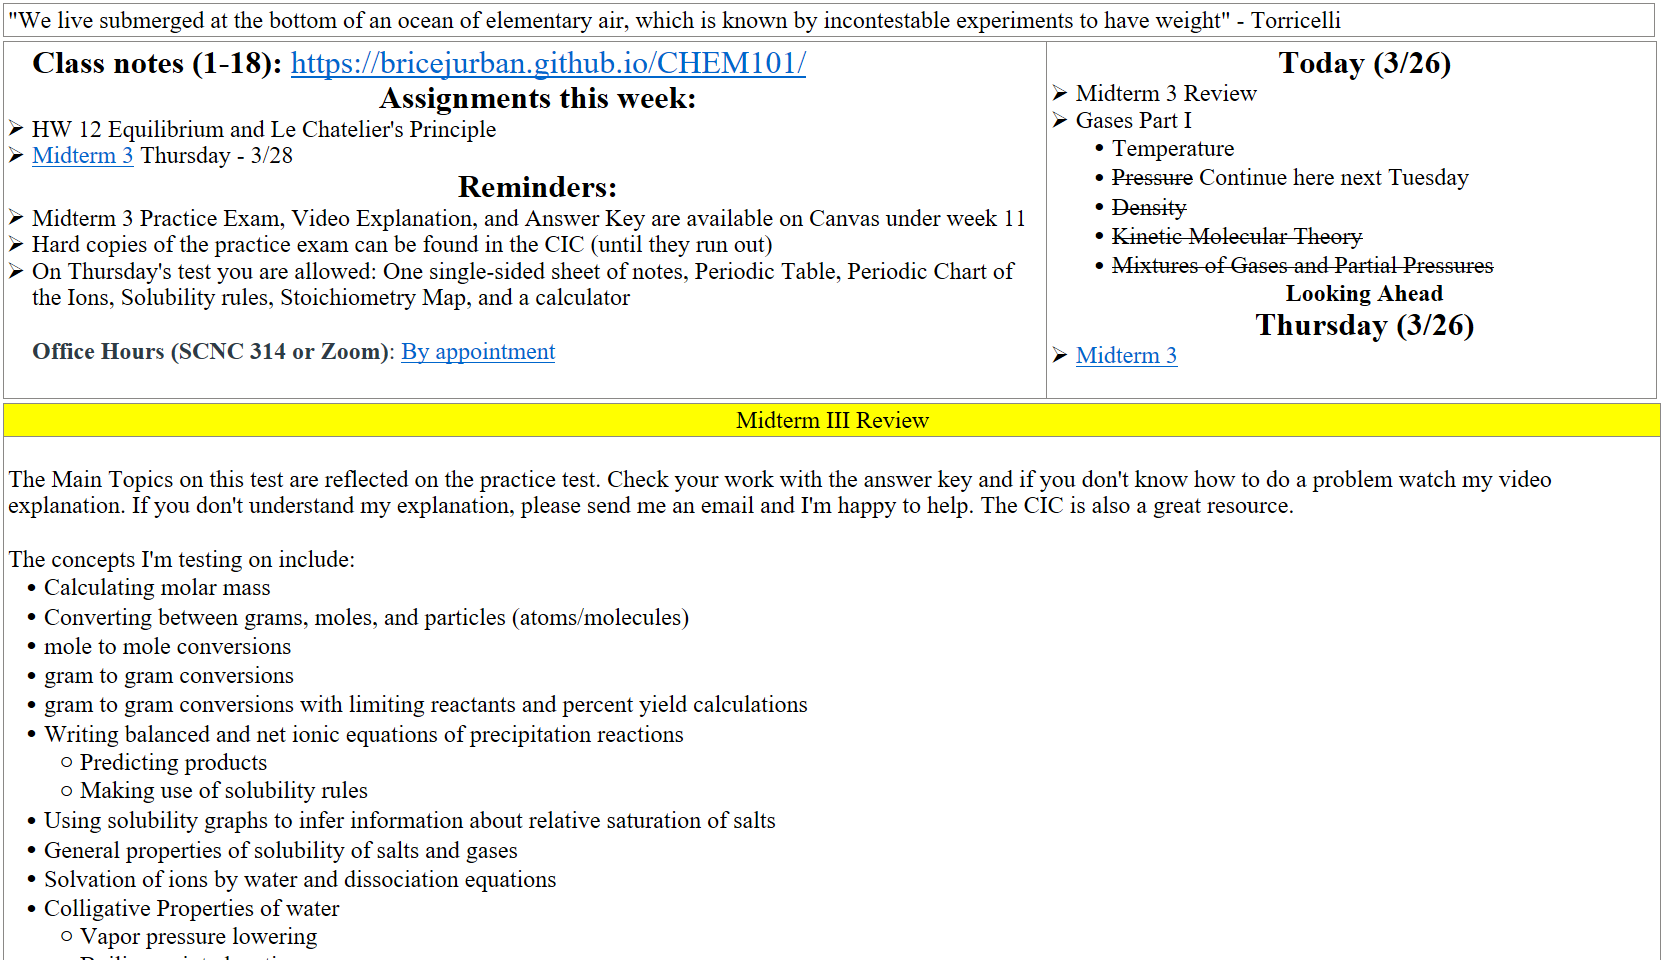 "We live submerged at the bottom of an ocean of elementary air, which is known by incontestable experiments to have weight" - Torricelli
Class notes (1-18): https://bricejurban.github.io/CHEM101/
Assignments this week:
➢ HW 12 Equilibrium and Le Chatelier's Principle
➢ Midterm 3 Thursday - 3/28
Reminders:
➢ Midterm 3 Practice Exam, Video Explanation, and Answer Key are available on Canvas under week 11
➢ Hard copies of the practice exam can be found in the CIC (until they run out)
➢ On Thursday's test you are allowed: One single-sided sheet of notes, Periodic Table, Periodic Chart of
the Ions, Solubility rules, Stoichiometry Map, and a calculator
Office Hours (SCNC 314 or Zoom): By appointment
Today (3/26)
➢ Midterm 3 Review
➢ Gases Part I
• Temperature
• Pressure Continue here next Tuesday
• Density
• Kinetic Molecular Theory
• Mixtures of Gases and Partial Pressures
Looking Ahead
Thursday (3/26)
➢ Midterm 3
Midterm III Review
The Main Topics on this test are reflected on the practice test. Check your work with the answer key and if you don't know how to do a problem watch my video
explanation. If you don't understand my explanation, please send me an email and I'm happy to help. The CIC is also a great resource.
The concepts I'm testing on include:
• Calculating molar mass
• Converting between grams, moles, and particles (atoms/molecules)
• mole to mole conversions
• gram to gram conversions
• gram to gram conversions with limiting reactants and percent yield calculations
• Writing balanced and net ionic equations of precipitation reactions
○ Predicting products
○ Making use of solubility rules
• Using solubility graphs to infer information about relative saturation of salts
• General properties of solubility of salts and gases
• Solvation of ions by water and dissociation equations
• Colligative Properties of water
○ Vapor pressure lowering